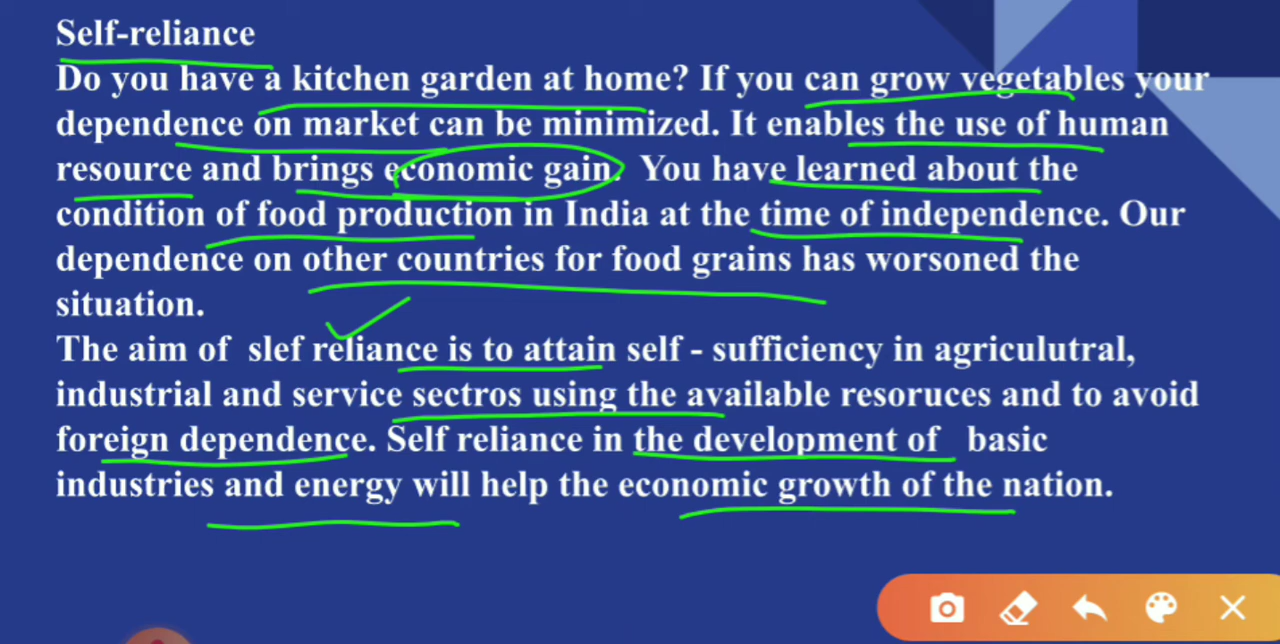 Self-reliance
Do you have a kitchen garden at home? If you can grow vegetables your
dependence on market can be minimized. It enables the use of human
resource and brings economic gain. You have learned about the
condition of food production in India at the time of independence. Our
dependence on other countries for food grains has worsoned the
situation.
The aim of slef reliance is to attain self - sufficiency in agriculutral,
industrial and service sectros using the available resoruces and to avoid
foreign dependence. Self reliance in the development of basic
industries and energy will help the economic growth of the nation.